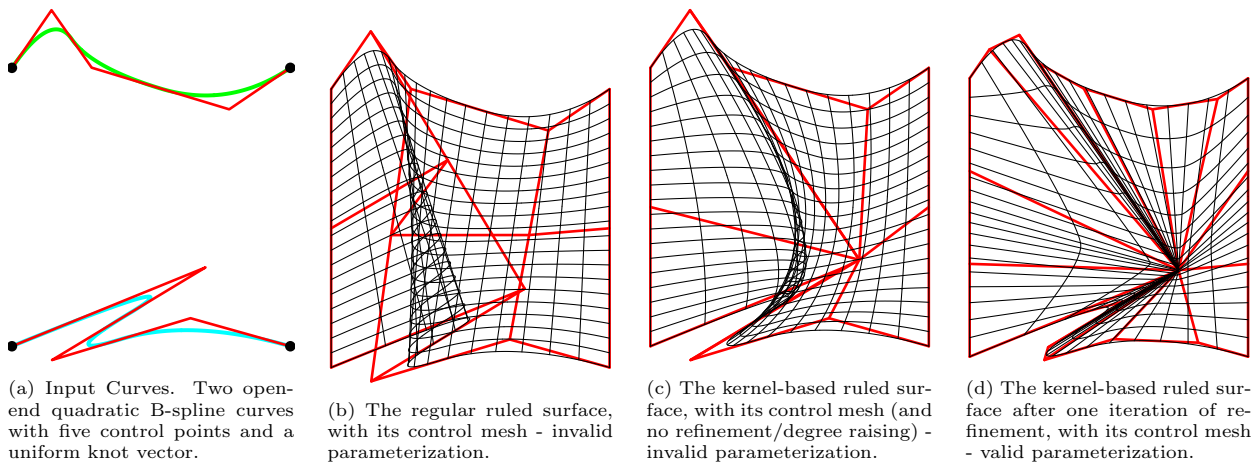 (a) Input Curves. Two open-
end quadratic B-spline curves
with five control points and a
uniform knot vector.
(b) The regular ruled surface,
with its control mesh - invalid
parameterization.
(c) The kernel-based ruled sur-
face, with its control mesh (and
no refinement/degree raising) -
invalid parameterization.
(d) The kernel-based ruled sur-
face after one iteration of re-
finement, with its control mesh
- valid parameterization.